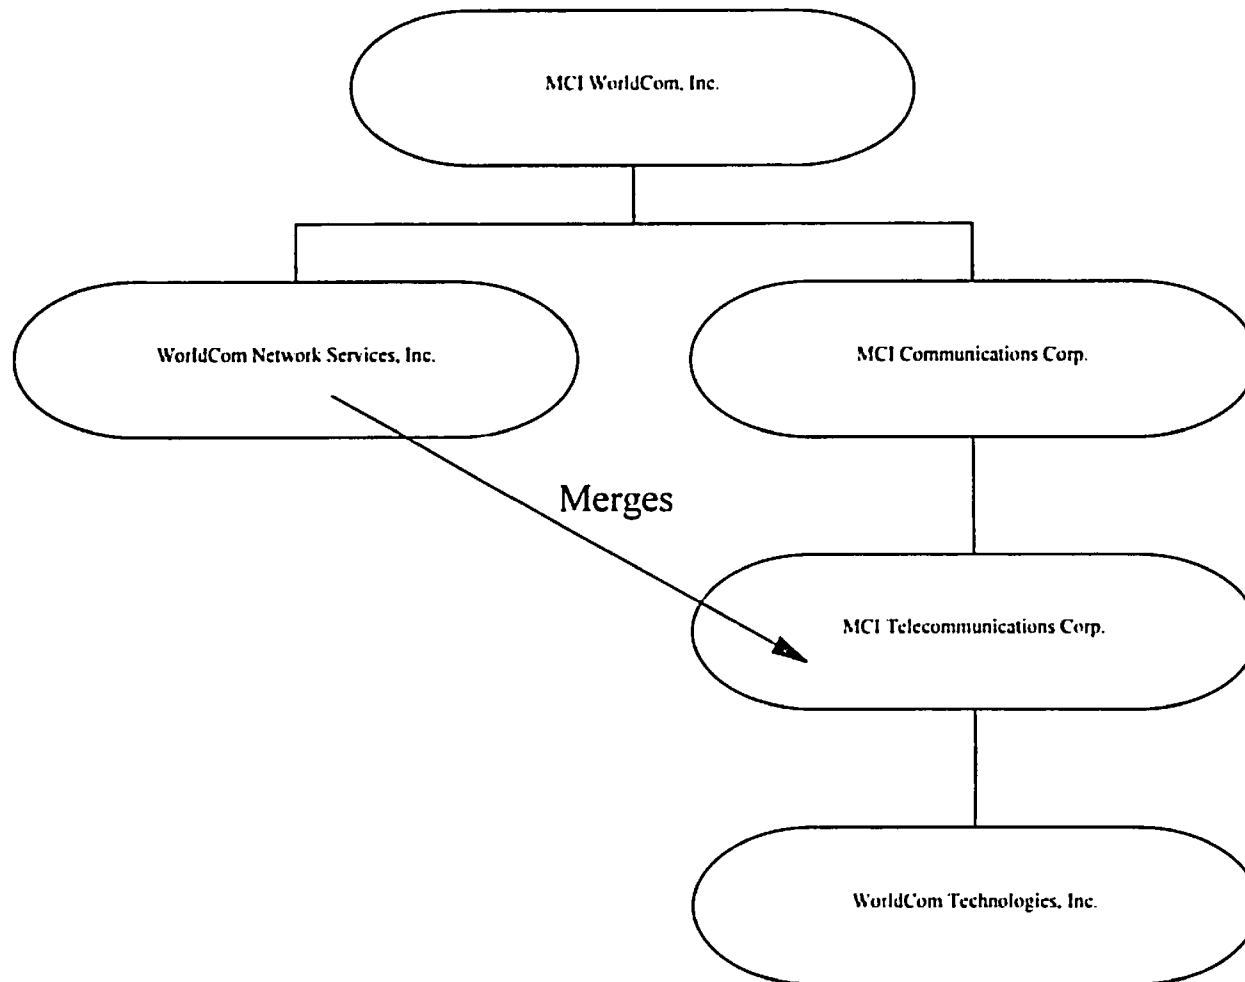 MCI WorldCom, Inc.
WorldCom Network Services, Inc.
MCI Communications Corp.
Merges
MCI Telecommunications Corp.
WorldCom Technologies, Inc.